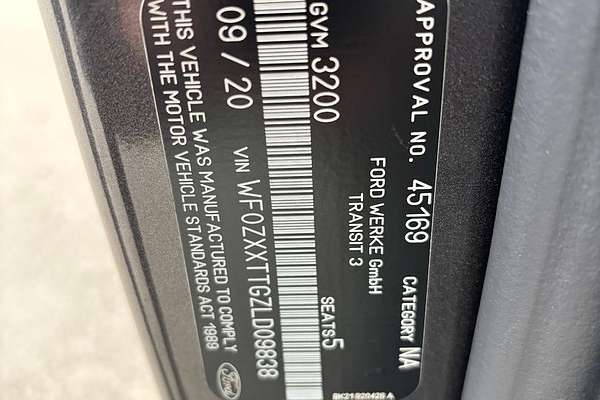 APPROVAL NO. 45169 CATEGORY NA
FORD WERKE GmbH
TRANSIT 3
GVM 3200 SEATS 5
09/20 VIN WF0ZXXTTGZLD09838
THIS VEHICLE WAS MANUFACTURED TO COMPLY
WITH THE MOTOR VEHICLE STANDARDS ACT 1989
Ford